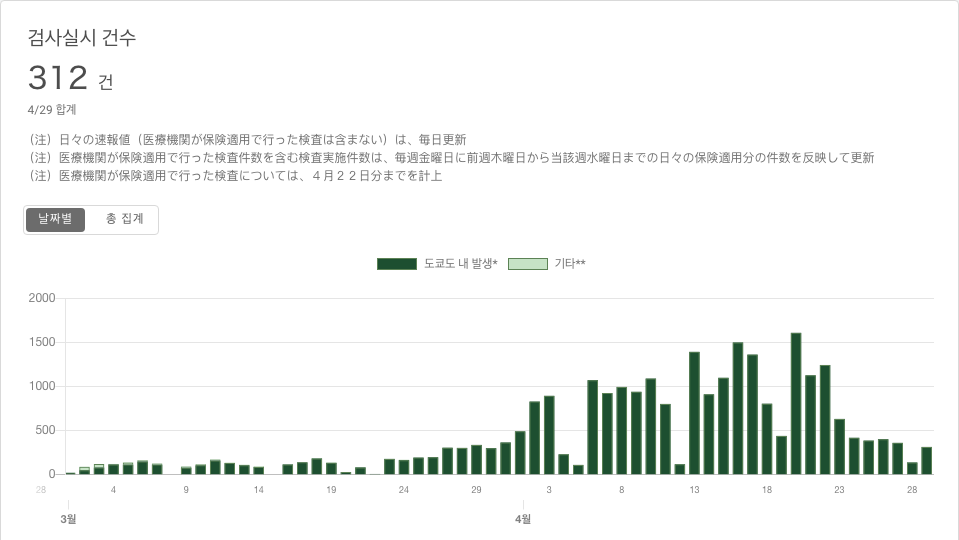 검사실시 건수
312 건
4/29 합계
（注）日々の速報値（医療機関が保険適用で行った検査は含まない）は、毎日更新
（注）医療機関が保険適用で行った検査件数を含む検査実施件数は、毎週金曜日に前週木曜日から当該週水曜日までの日々の保険適用分の件数を反映して更新
（注）医療機関が保険適用で行った検査については、４月２２日分までを計上
날짜별 총 집계
도쿄도 내 발생* 기타**
2000
1500
1000
500
0
28 4 9 14 19 24 29 3 8 13 18 23 28
3월 4월